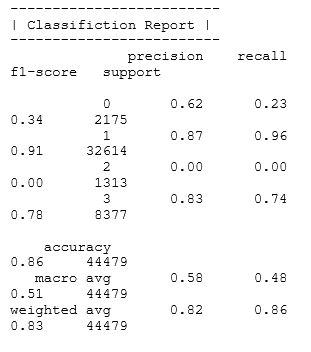 -------------------------
| Classifiction Report |
-------------------------
precision recall
f1-score support
0 0.62 0.23
0.34 2175
1 0.87 0.96
0.91 32614
2 0.00 0.00
0.00 1313
3 0.83 0.74
0.78 8377
accuracy
0.86 44479
macro avg 0.58 0.48
0.51 44479
weighted avg 0.82 0.86
0.83 44479